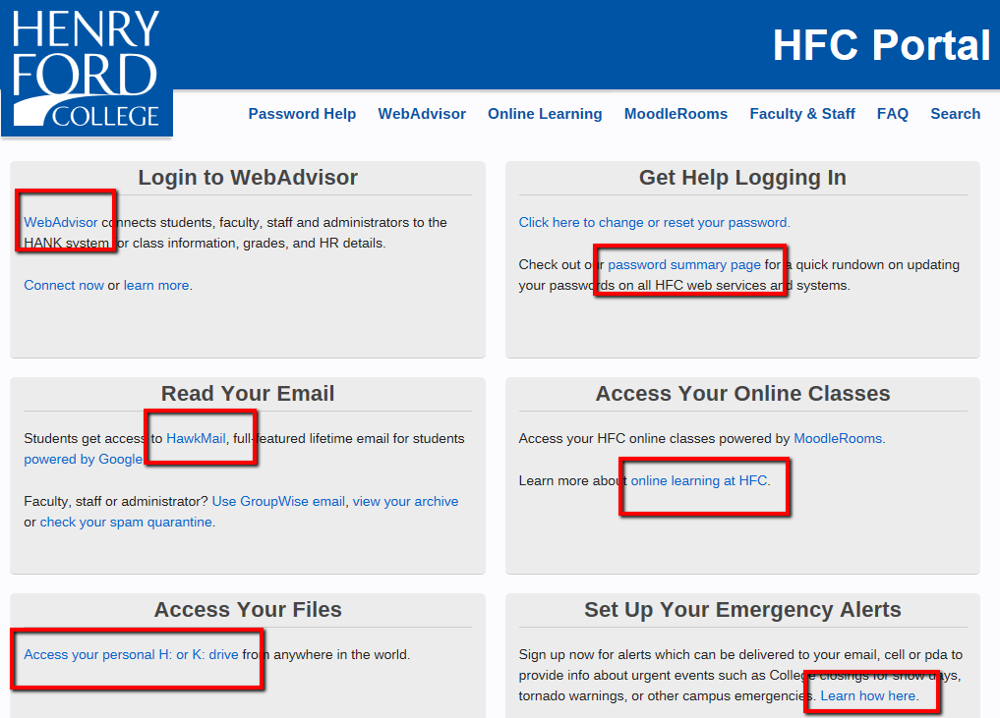 HENRY
FORD
COLLEGE
HFC Portal
Password Help WebAdvisor Online Learning MoodleRooms Faculty & Staff FAQ Search
Login to WebAdvisor
WebAdvisor connects students, faculty, staff and administrators to the
HANK system for class information, grades, and HR details.
Connect now or learn more.
Get Help Logging In
Click here to change or reset your password.
Check out our password summary page for a quick rundown on updating
your passwords on all HFC web services and systems.
Read Your Email
Students get access to HawkMail, full-featured lifetime email for students
powered by Google.
Faculty, staff or administrator? Use GroupWise email, view your archive
or check your spam quarantine.
Access Your Online Classes
Access your HFC online classes powered by MoodleRooms.
Learn more about online learning at HFC.
Access Your Files
Access your personal H: or K: drive from anywhere in the world.
Set Up Your Emergency Alerts
Sign up now for alerts which can be delivered to your email, cell or pda to
provide info about urgent events such as College closings for snow days,
tornado warnings, or other campus emergencies. Learn how here.